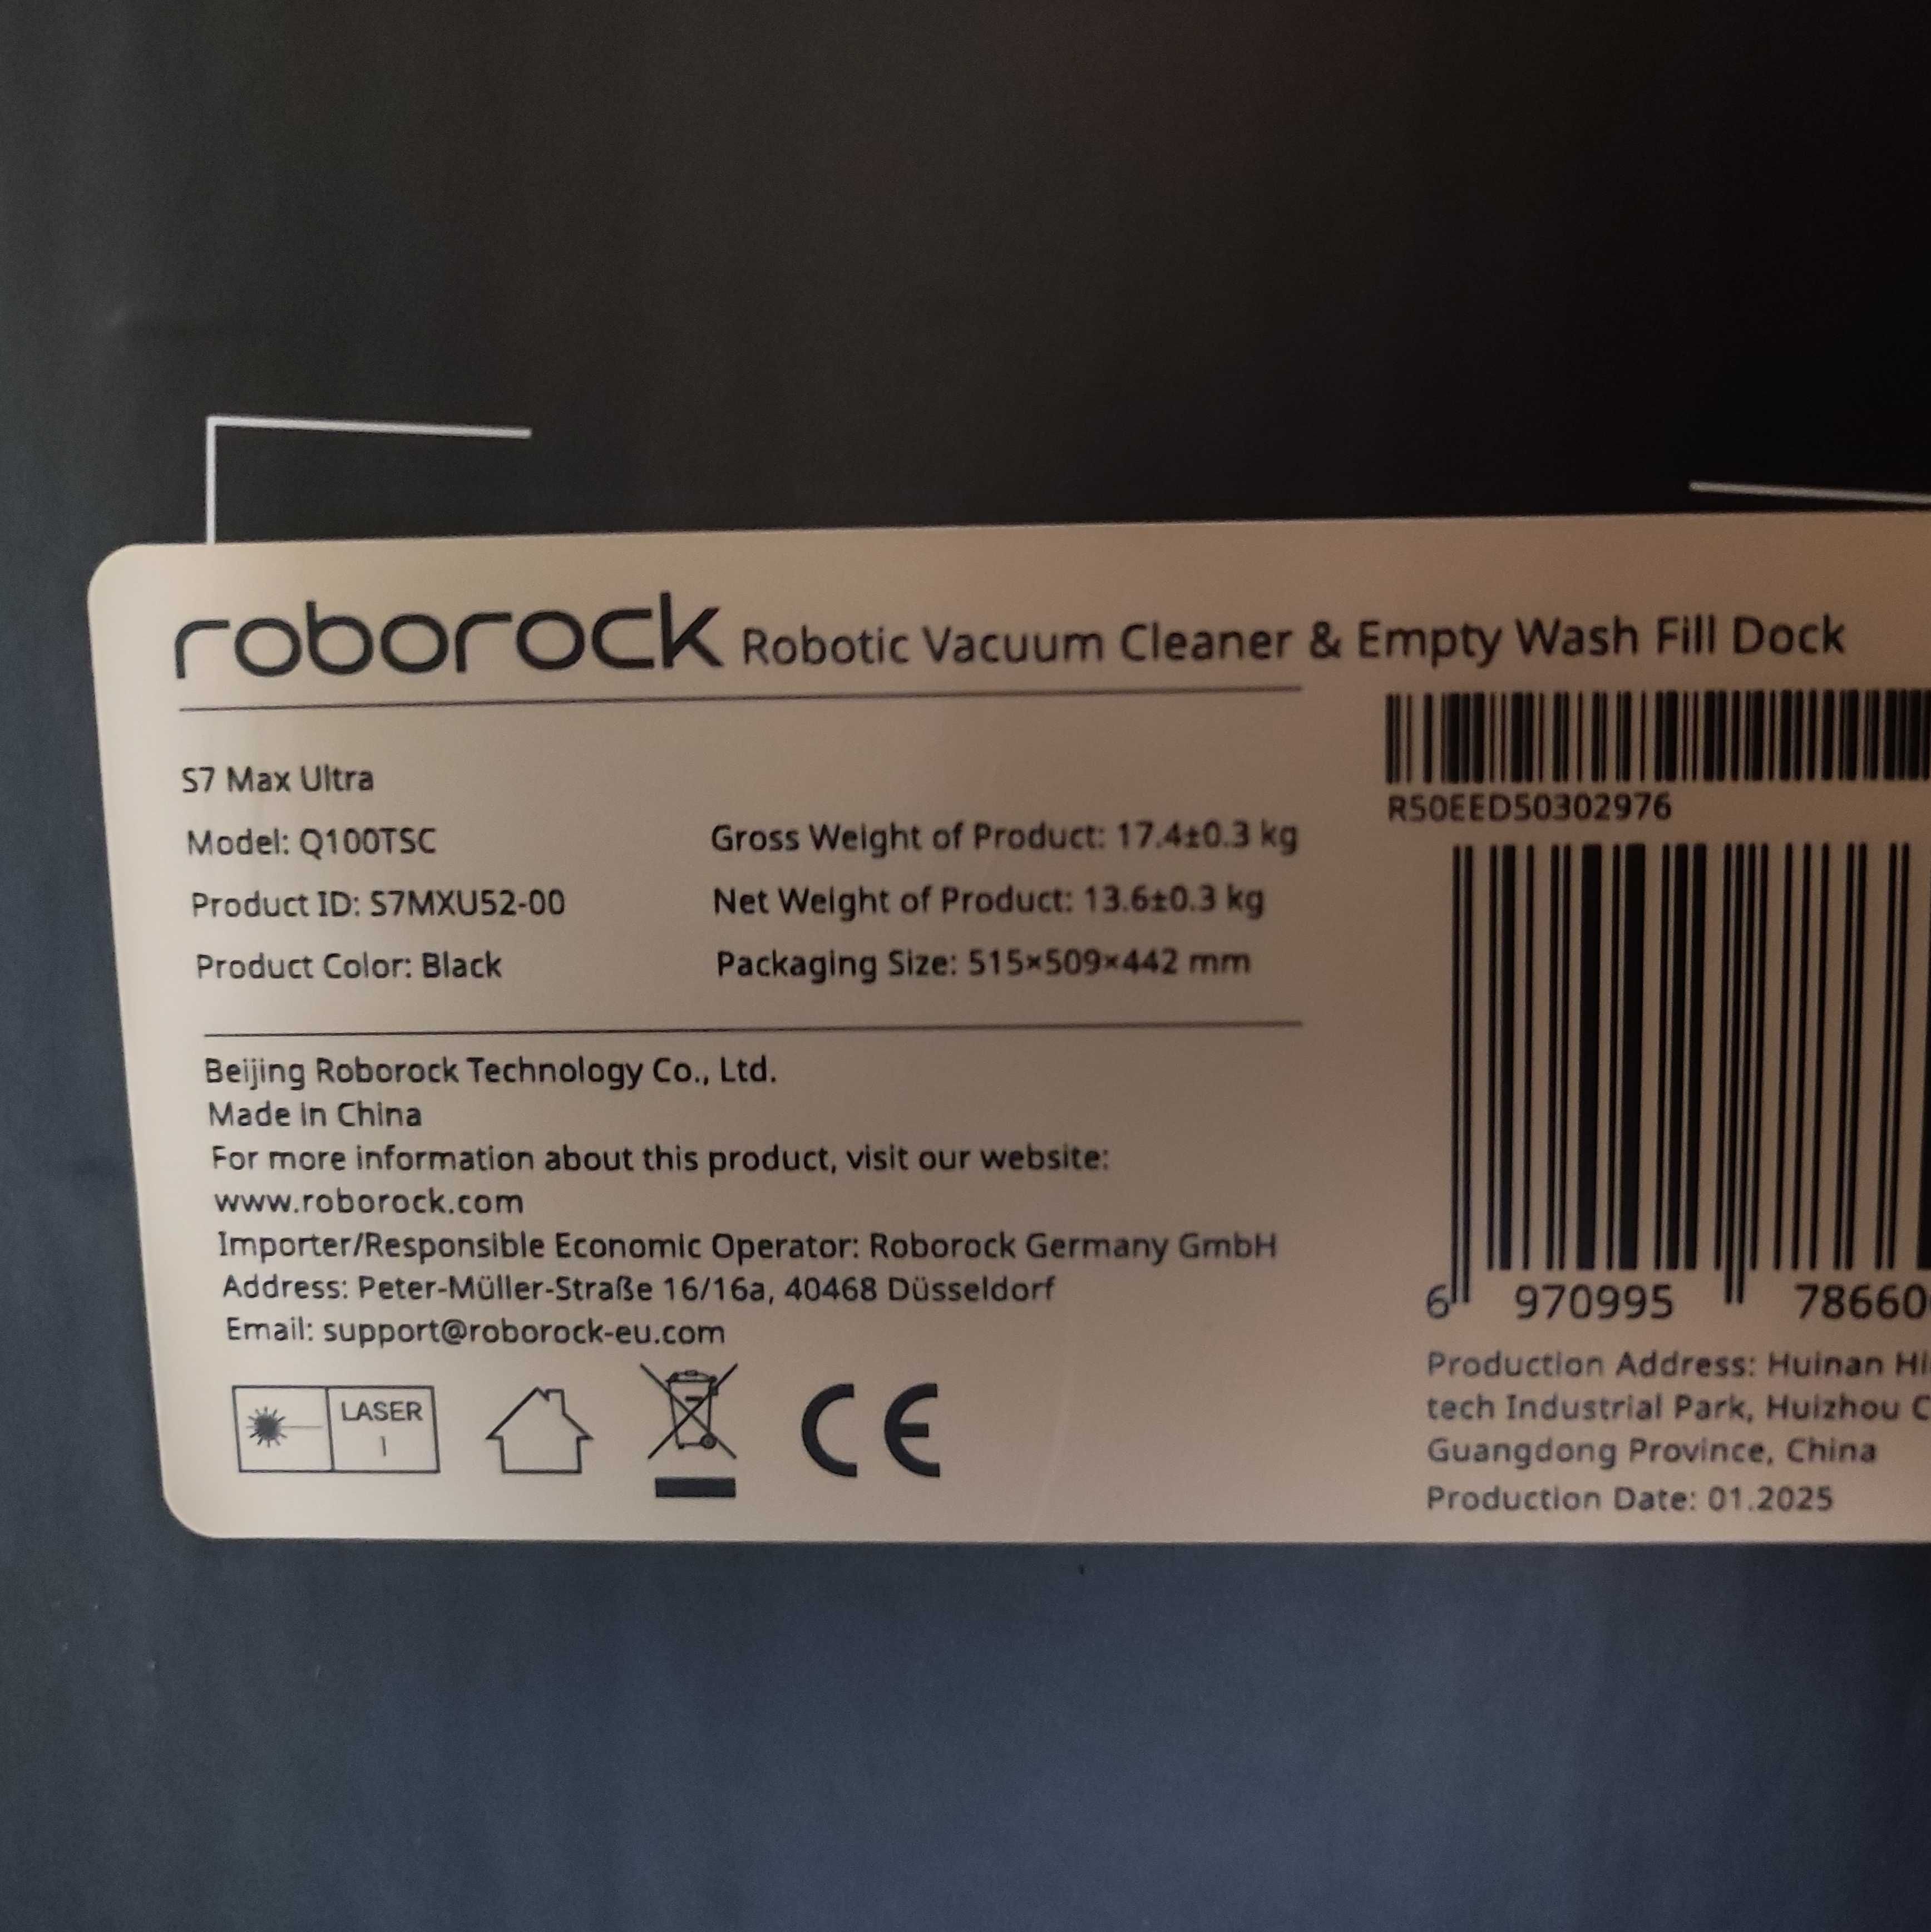 roborock Robotic Vacuum Cleaner & Empty Wash Fill Dock
S7 Max Ultra
Model: Q100TSC
Product ID: S7MXU52-00
Product Color: Black
Gross Weight of Product: 17.4±0.3 kg
Net Weight of Product: 13.6±0.3 kg
Packaging Size: 515×509×442 mm
Beijing Roborock Technology Co., Ltd.
Made in China
For more information about this product, visit our website:
www.roborock.com
Importer/Responsible Economic Operator: Roborock Germany GmbH
Address: Peter-Müller-Straße 16/16a, 40468 Düsseldorf
Email: support@roborock-eu.com
LASER
1
CE
R50EED50302976
6 970995 78660
Production Address: Huinan Hi
tech Industrial Park, Huizhou C
Guangdong Province, China
Production Date: 01.2025